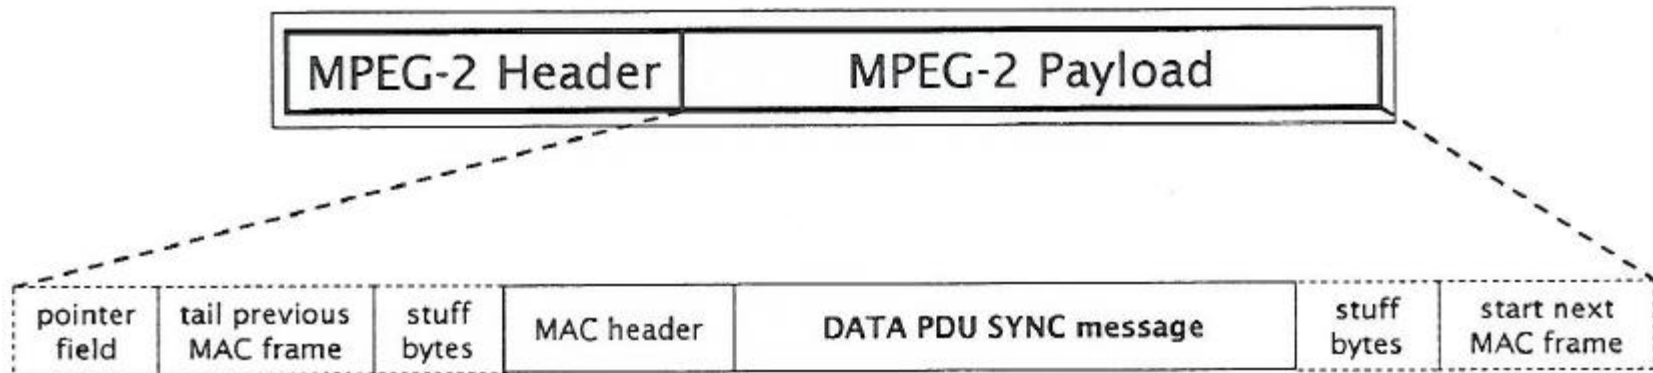 MPEG-2 Header
MPEG-2 Payload
pointer
field
tail previous
MAC frame
stuff
bytes
MAC header
DATA PDU SYNC message
stuff
bytes
start next
MAC frame